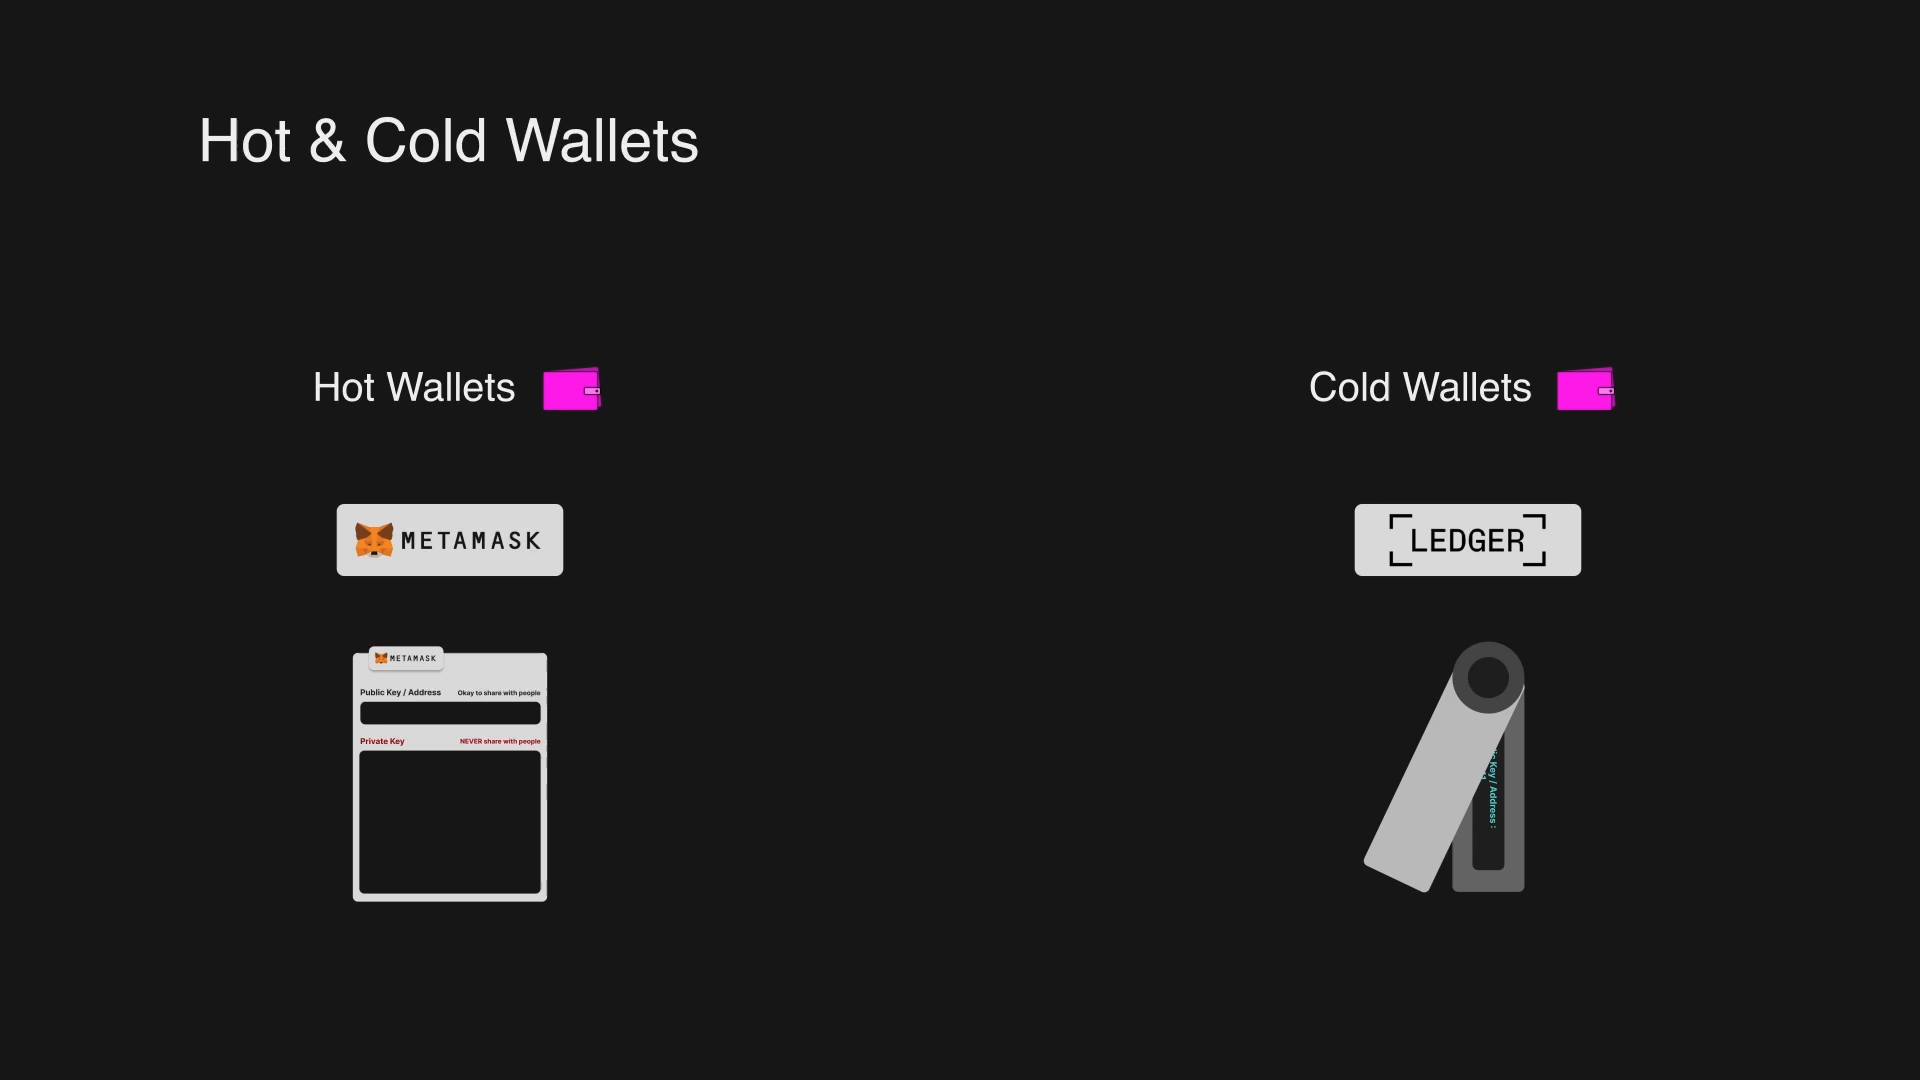 Hot & Cold Wallets
Hot Wallets
Cold Wallets
METAMASK
LEDGER
METAMASK
Public Key / Address Okay to share with people
Private Key NEVER share with people
Key / Address :